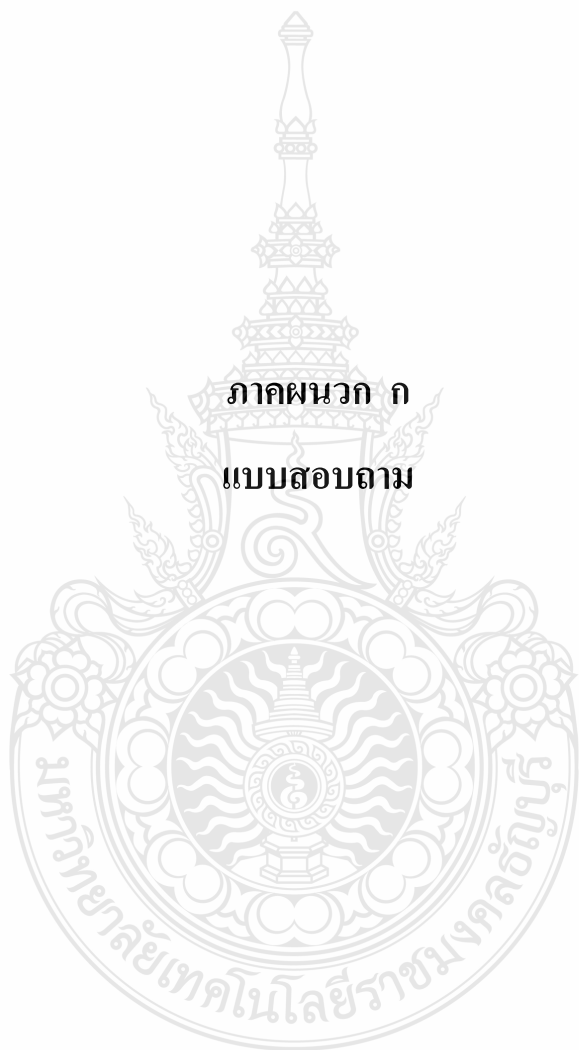 ภาคผนวก ก
แบบสอบถาม
มหาวิทยาลัยเทคโนโลยีราชมงคลธัญบุรี